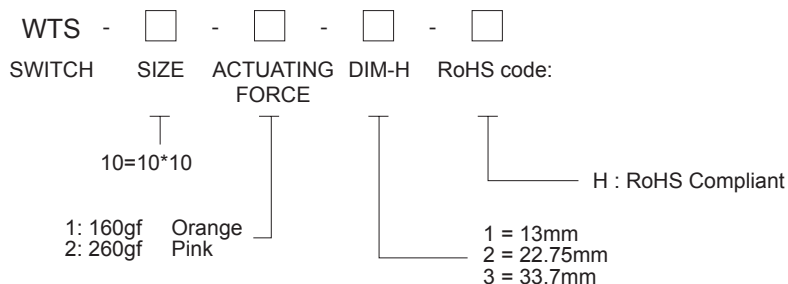 WTS - □ - □ - □ - □
SWITCH SIZE ACTUATING FORCE DIM-H RoHS code:
10=10*10
H : RoHS Compliant
1: 160gf Orange
2: 260gf Pink
1 = 13mm
2 = 22.75mm
3 = 33.7mm